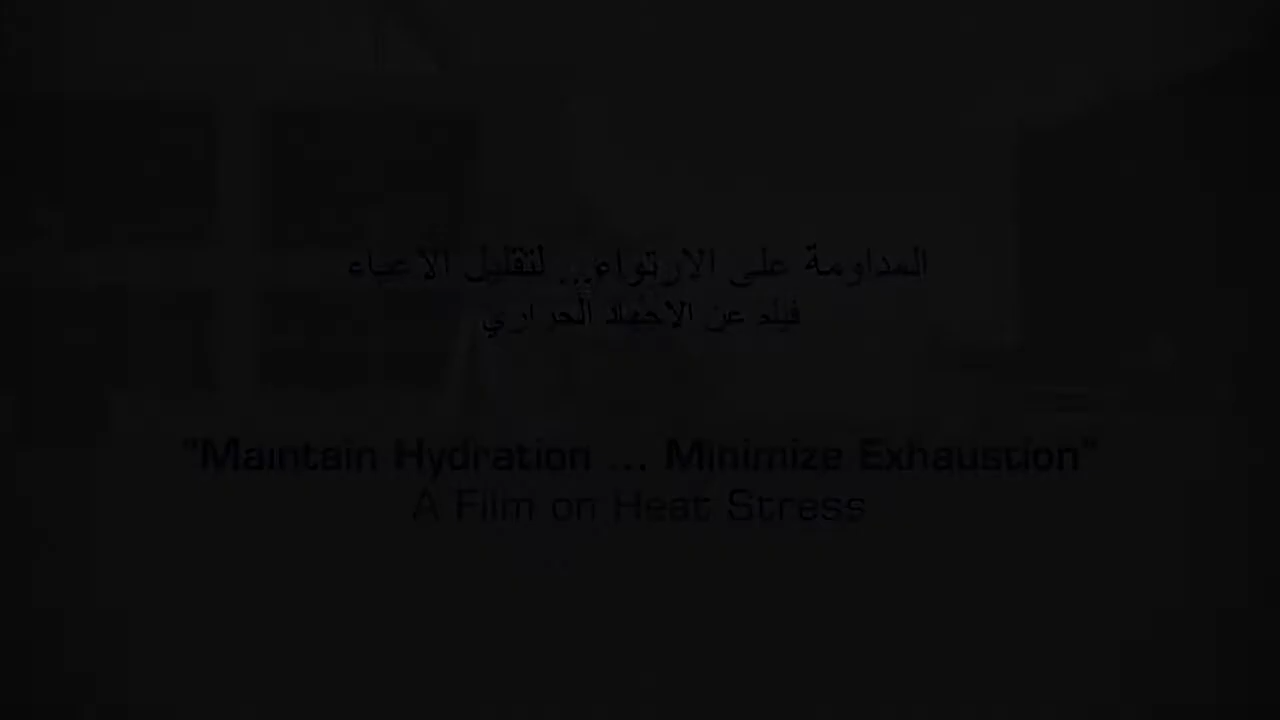 المداومة على الارتواء... لتقليل الاعياء
فيلم عن الاجهاد الحراري
"Maintain Hydration ... Minimize Exhaustion"
A Film on Heat Stress